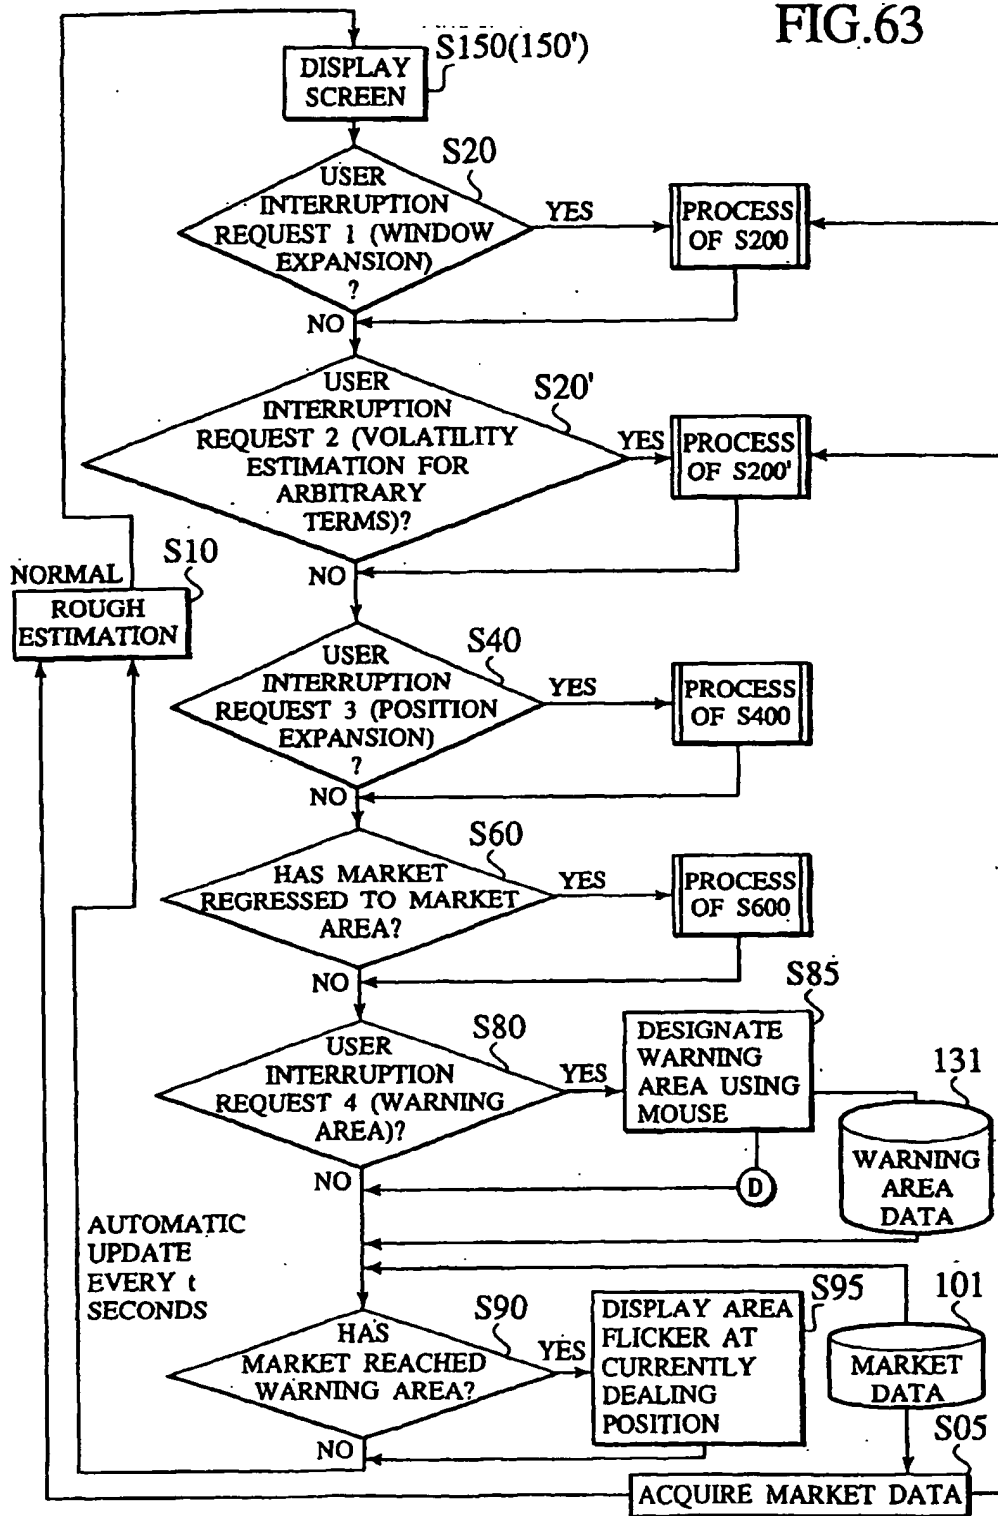 FIG.63
S150(150')
DISPLAY
SCREEN
S20
USER
INTERRUPTION
REQUEST 1 (WINDOW
EXPANSION)
?
YES
PROCESS
OF S200
NO
S20'
USER
INTERRUPTION
REQUEST 2 (VOLATILITY
ESTIMATION FOR
ARBITRARY
TERMS)?
YES
PROCESS
OF S200'
NO
S10
NORMAL
ROUGH
ESTIMATION
S40
USER
INTERRUPTION
REQUEST 3 (POSITION
EXPANSION)
?
YES
PROCESS
OF S400
NO
S60
HAS MARKET
REGRESSED TO MARKET
AREA?
YES
PROCESS
OF S600
NO
S80
USER
INTERRUPTION
REQUEST 4 (WARNING
AREA)?
YES
S85
DESIGNATE
WARNING
AREA USING
MOUSE
131
WARNING
AREA
DATA
D
NO
AUTOMATIC
UPDATE
EVERY t
SECONDS
S90
HAS
MARKET REACHED
WARNING AREA?
YES
S95
DISPLAY AREA
FLICKER AT
CURRENTLY
DEALING
POSITION
101
MARKET
DATA
NO
S05
ACQUIRE MARKET DATA